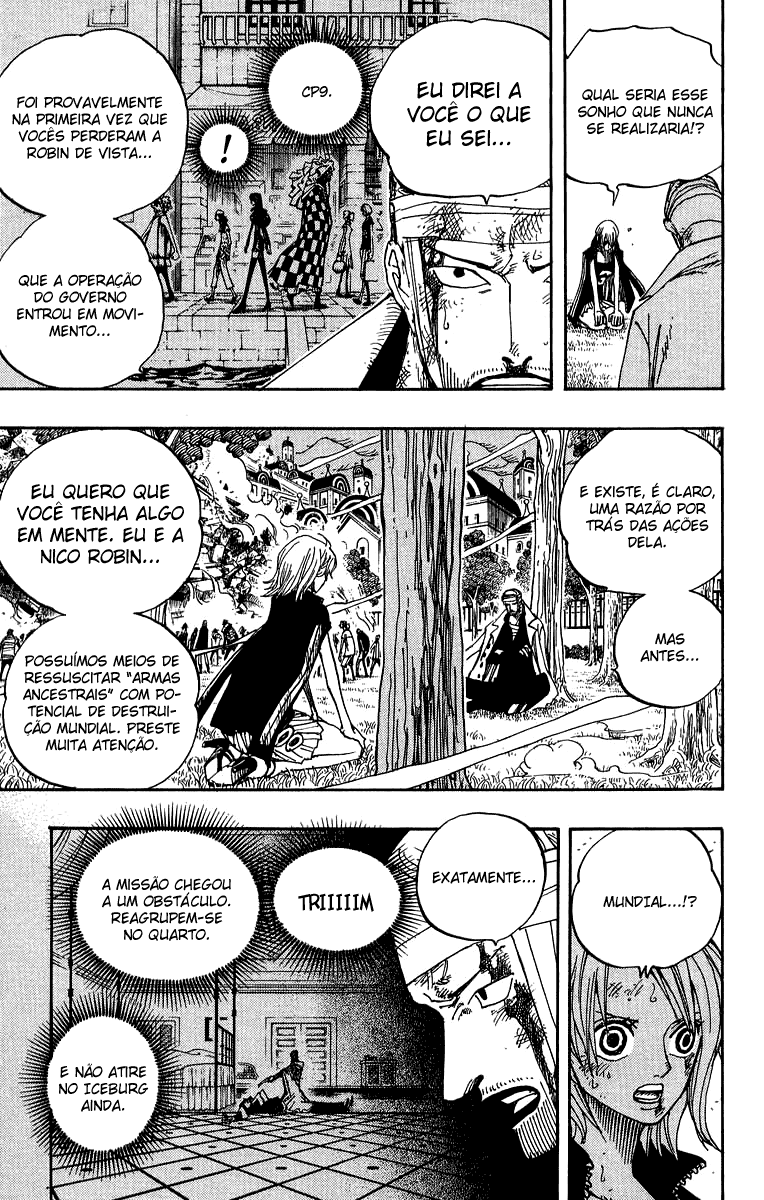 QUAL SERIA ESSE
SONHO QUE NUNCA
SE REALIZARIA!?
EU DIREI A
VOCÊ O QUE
EU SEI...
CP9.
!
FOI PROVAVELMENTE
NA PRIMEIRA VEZ QUE
VOCÊS PERDERAM A
ROBIN DE VISTA...
QUE A OPERAÇÃO
DO GOVERNO
ENTROU EM MOVI-
MENTO...
E EXISTE, É CLARO,
UMA RAZÃO POR
TRÁS DAS AÇÕES
DELA.
MAS
ANTES...
EU QUERO QUE
VOCÊ TENHA ALGO
EM MENTE. EU E A
NICO ROBIN...
POSSUÍMOS MEIOS DE
RESSUSCITAR "ARMAS
ANCESTRAIS" COM PO-
TENCIAL DE DESTRUI-
ÇÃO MUNDIAL. PRESTE
MUITA ATENÇÃO.
MUNDIAL...!?
EXATAMENTE...
TRIIIIIM
A MISSÃO CHEGOU
A UM OBSTÁCULO.
REAGRUPEM-SE
NO QUARTO.
E NÃO ATIRE
NO ICEBURG
AINDA.